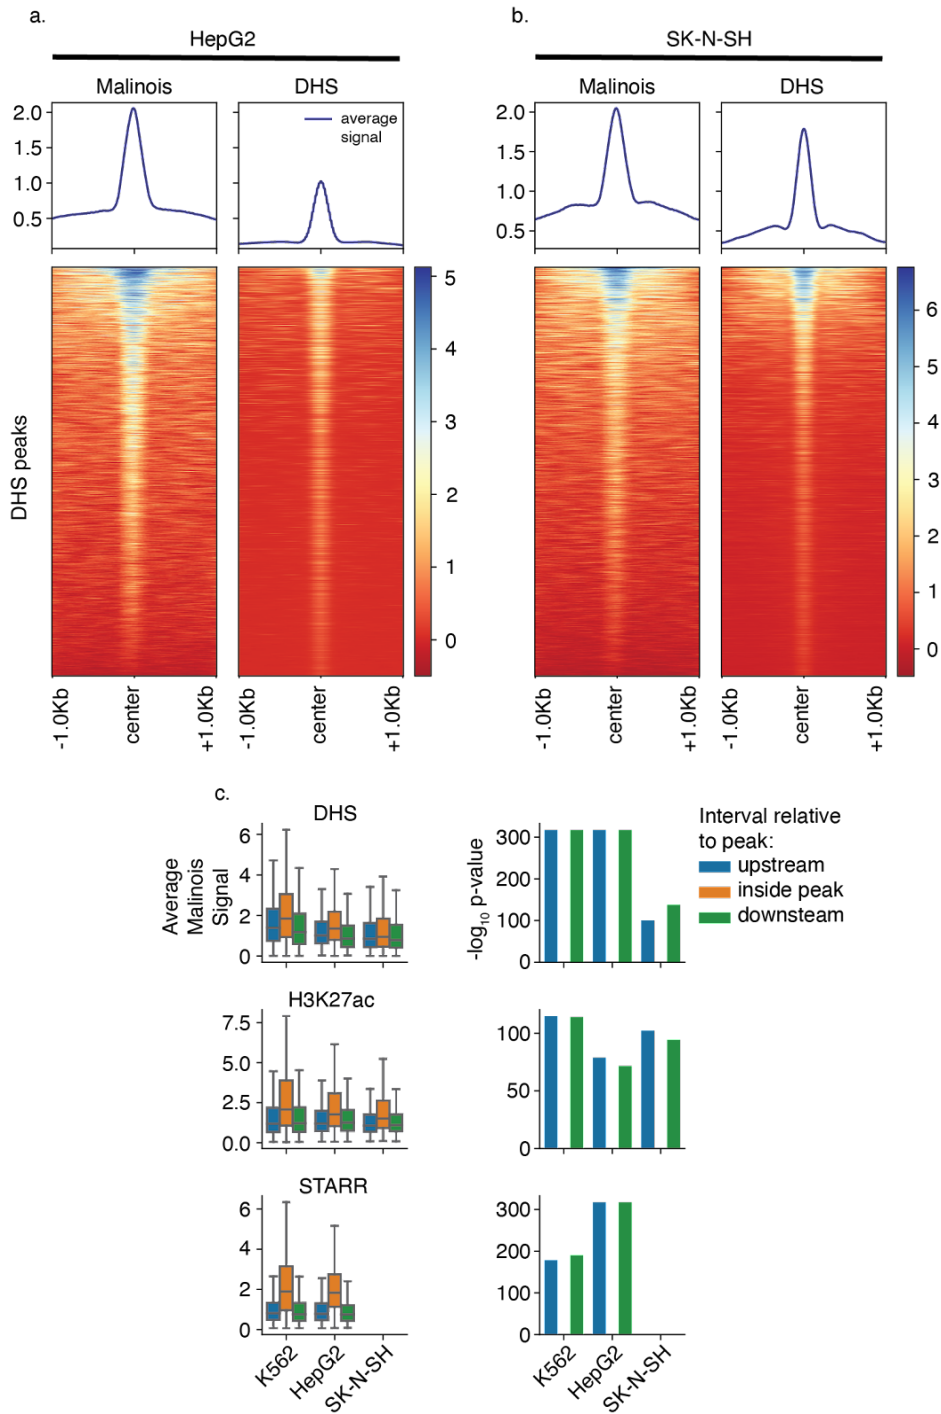 a.
HepG2
Malinois
DHS
average
signal
2.0
1.5
1.0
0.5
DHS peaks
5
4
3
2
1
0
-1.0Kb
center
+1.0Kb
-1.0Kb
center
+1.0Kb
b.
SK-N-SH
Malinois
DHS
2.0
1.5
1.0
0.5
6
5
4
3
2
1
0
-1.0Kb
center
+1.0Kb
-1.0Kb
center
+1.0Kb
c.
DHS
Average
Malinois
Signal
6
4
2
0
-log10 p-value
300
200
100
0
Interval relative
to peak:
upstream
inside peak
downsteam
H3K27ac
7.5
5.0
2.5
0.0
100
50
0
STARR
6
4
2
0
K562
HepG2
SK-N-SH
300
200
100
0
K562
HepG2
SK-N-SH